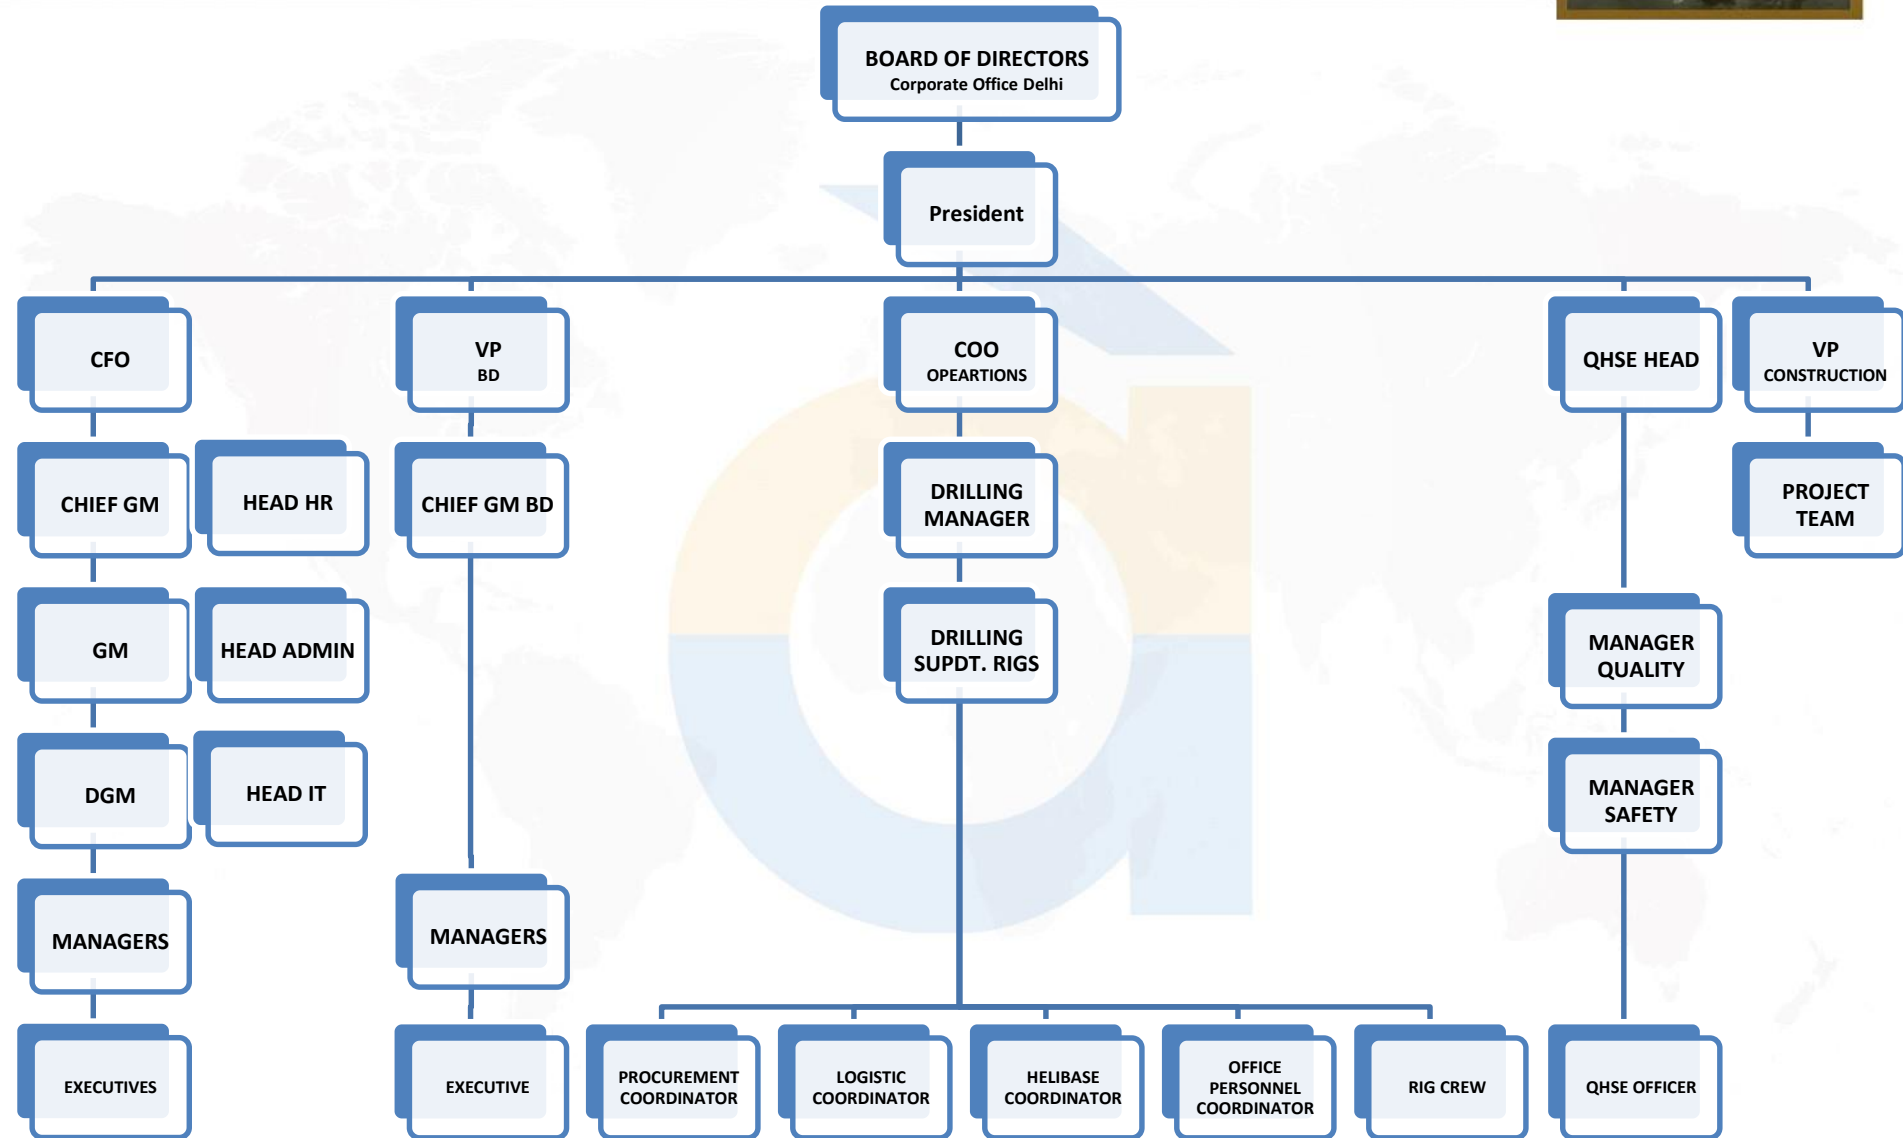 BOARD OF DIRECTORS
Corporate Office Delhi
President
CFO
VP
BD
COO
OPEARTIONS
QHSE HEAD
VP
CONSTRUCTION
CHIEF GM
HEAD HR
CHIEF GM BD
DRILLING
MANAGER
PROJECT
TEAM
GM
HEAD ADMIN
DRILLING
SUPDT. RIGS
MANAGER
QUALITY
DGM
HEAD IT
MANAGER
SAFETY
MANAGERS
MANAGERS
EXECUTIVES
EXECUTIVE
PROCUREMENT
COORDINATOR
LOGISTIC
COORDINATOR
HELIBASE
COORDINATOR
OFFICE
PERSONNEL
COORDINATOR
RIG CREW
QHSE OFFICER